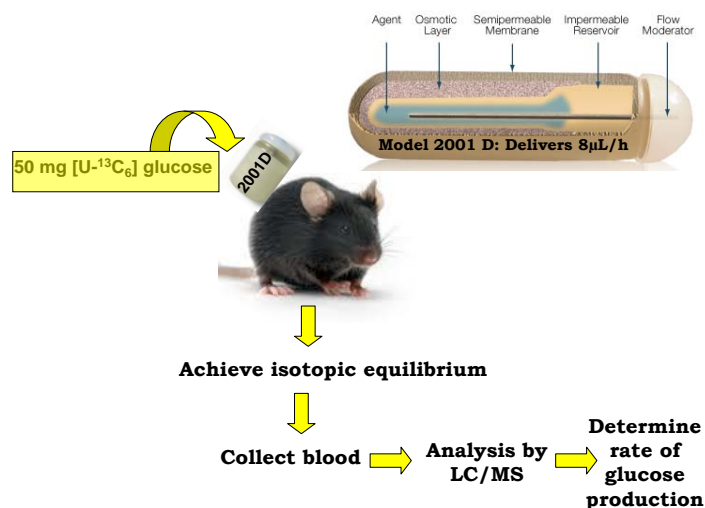 Agent
Osmotic
Layer
Semipermeable
Membrane
Impermeable
Reservoir
Flow
Moderator
Model 2001 D: Delivers 8µL/h
50 mg [U-¹³C₆] glucose
2001D
Achieve isotopic equilibrium
Collect blood
Analysis by
LC/MS
Determine
rate of
glucose
production